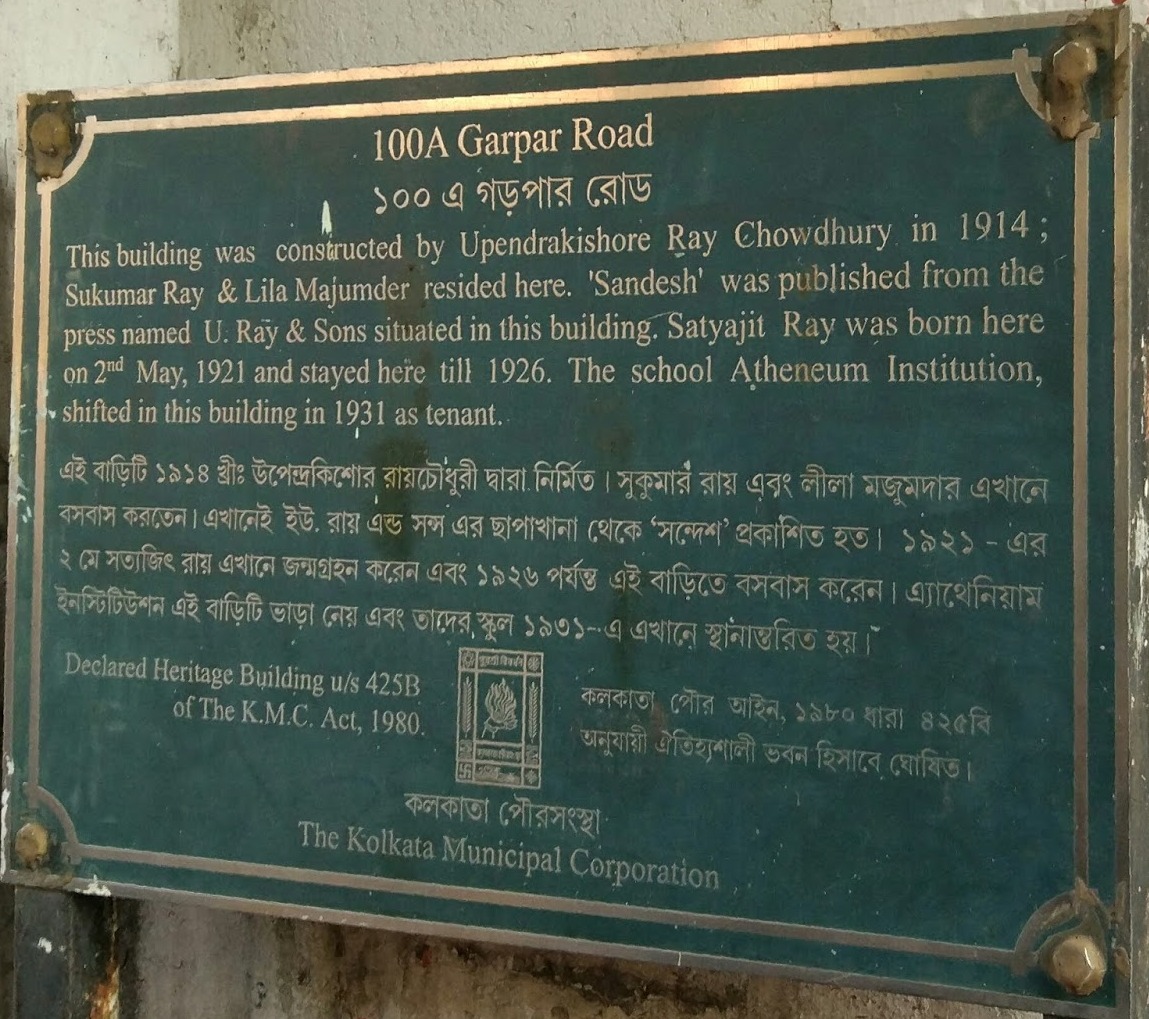 100A Garpar Road
১০০ এ গড়পার রোড
This building was constructed by Upendrakishore Ray Chowdhury in 1914 ;
Sukumar Ray & Lila Majumder resided here. 'Sandesh' was published from the
press named U. Ray & Sons situated in this building. Satyajit Ray was born here
on 2nd May, 1921 and stayed here till 1926. The school Atheneum Institution,
shifted in this building in 1931 as tenant.
এই বাড়িটি ১৯১৪ খ্রীঃ উপেন্দ্রকিশোর রায়চৌধুরী দ্বারা নির্মিত । সুকুমার রায় এবং লীলা মজুমদার এখানে
বসবাস করতেন। এখানেই ইউ. রায় এন্ড সন্স এর ছাপাখানা থেকে ‘সন্দেশ’ প্রকাশিত হত। ১৯২১ - এর
২ মে সত্যজিৎ রায় এখানে জন্মগ্রহন করেন এবং ১৯২৬ পর্যন্ত এই বাড়িতে বসবাস করেন। এ্যাথেনিয়াম
ইনস্টিটিউশন এই বাড়িটি ভাড়া নেয় এবং তাদের স্কুল ১৯৩১--এ এখানে স্থানান্তরিত হয়।
Declared Heritage Building u/s 425B
of The K.M.C. Act, 1980.
কলকাতা পৌর আইন, ১৯৮০ ধারা ৪২৫বি
অনুযায়ী ঐতিহ্যশালী ভবন হিসাবে ঘোষিত।
কলকাতা পৌরসংস্থা
The Kolkata Municipal Corporation